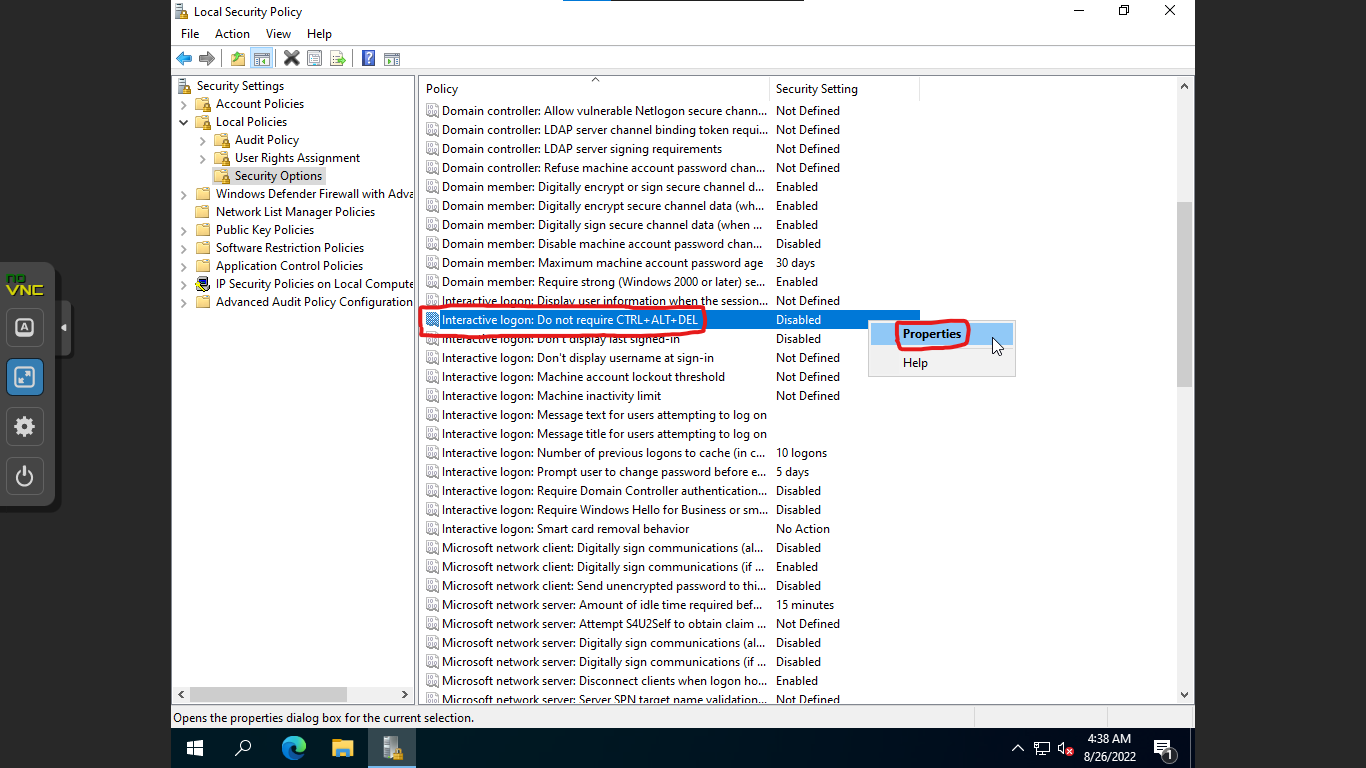 Local Security Policy
File Action View Help
Security Settings
Account Policies
Local Policies
Audit Policy
User Rights Assignment
Security Options
Windows Defender Firewall with Adva
Network List Manager Policies
Public Key Policies
Software Restriction Policies
Application Control Policies
IP Security Policies on Local Compute
Advanced Audit Policy Configuration
Policy Security Setting
Domain controller: Allow vulnerable Netlogon secure chann... Not Defined
Domain controller: LDAP server channel binding token requi... Not Defined
Domain controller: LDAP server signing requirements Not Defined
Domain controller: Refuse machine account password chan... Not Defined
Domain member: Digitally encrypt or sign secure channel d... Enabled
Domain member: Digitally encrypt secure channel data (wh... Enabled
Domain member: Digitally sign secure channel data (when ... Enabled
Domain member: Disable machine account password chan... Disabled
Domain member: Maximum machine account password age 30 days
Domain member: Require strong (Windows 2000 or later) se... Enabled
Interactive logon: Display user information when the session... Not Defined
Interactive logon: Do not require CTRL+ALT+DEL Disabled
Interactive logon: Don't display last signed-in Disabled
Interactive logon: Don't display username at sign-in Not Defined
Interactive logon: Machine account lockout threshold Not Defined
Interactive logon: Machine inactivity limit Not Defined
Interactive logon: Message text for users attempting to log on
Interactive logon: Message title for users attempting to log on
Interactive logon: Number of previous logons to cache (in c... 10 logons
Interactive logon: Prompt user to change password before e... 5 days
Interactive logon: Require Domain Controller authentication... Disabled
Interactive logon: Require Windows Hello for Business or sm... Disabled
Interactive logon: Smart card removal behavior No Action
Microsoft network client: Digitally sign communications (al... Disabled
Microsoft network client: Digitally sign communications (if ... Enabled
Microsoft network client: Send unencrypted password to thi... Disabled
Microsoft network server: Amount of idle time required bef... 15 minutes
Microsoft network server: Attempt S4U2Self to obtain claim ... Not Defined
Microsoft network server: Digitally sign communications (al... Disabled
Microsoft network server: Digitally sign communications (if ... Disabled
Microsoft network server: Disconnect clients when logon ho... Enabled
Microsoft network server: Server SPN target name validation... Not Defined
Properties
Help
Opens the properties dialog box for the current selection.
no
VNC
A
4:38 AM
8/26/2022
1